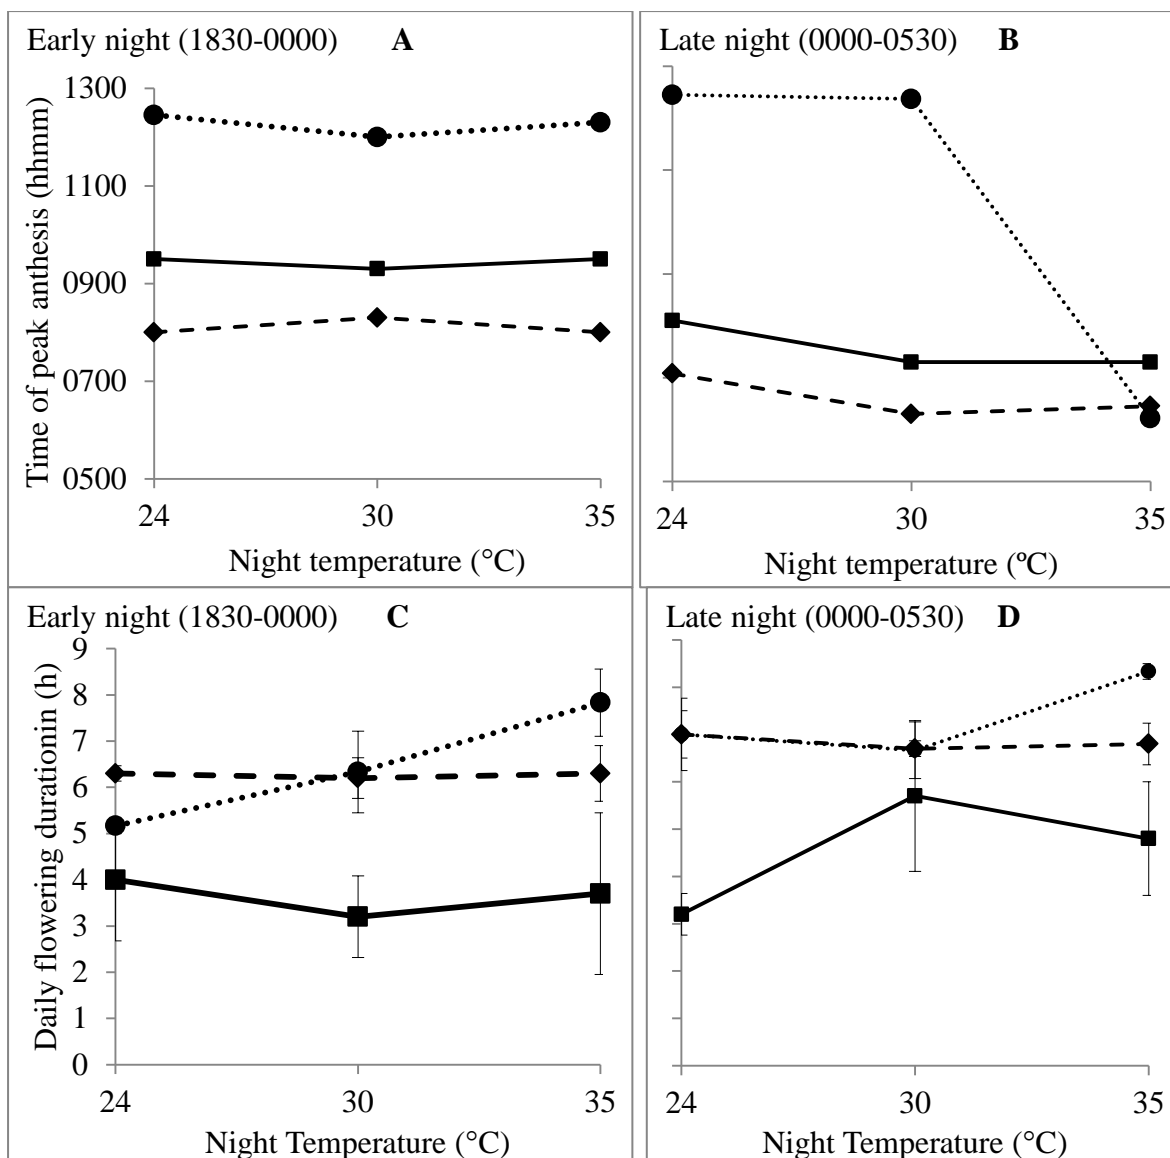 Early night (1830-0000) A
Time of peak anthesis (hhmm)
1300
1100
0900
0700
0500
24 30 35
Night temperature (°C)
Late night (0000-0530) B
24 30 35
Night temperature (ºC)
Early night (1830-0000) C
Daily flowering durationin (h)
9
8
7
6
5
4
3
2
1
0
24 30 35
Night Temperature (°C)
Late night (0000-0530) D
24 30 35
Night Temperature (°C)